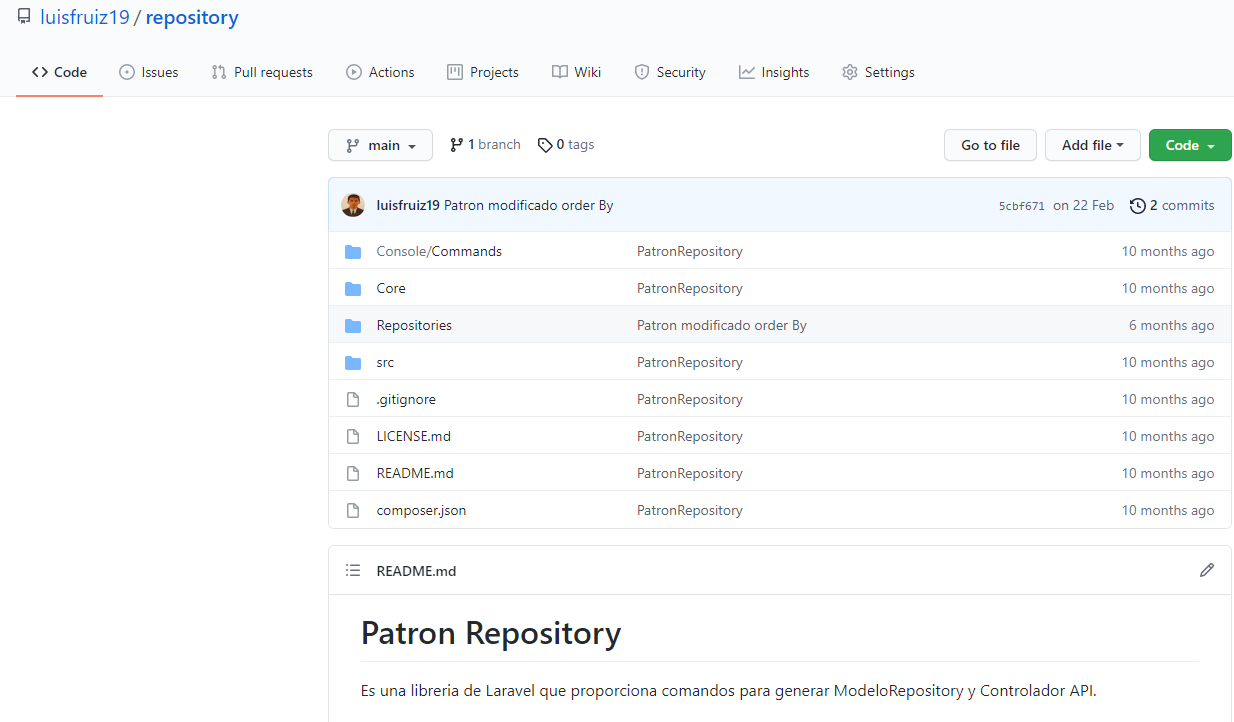 luisfruiz19 / repository
Code Issues Pull requests Actions Projects Wiki Security Insights Settings
main 1 branch 0 tags Go to file Add file Code
luisfruiz19 Patron modificado order By 5cbf671 on 22 Feb 2 commits
Console/Commands PatronRepository 10 months ago
Core PatronRepository 10 months ago
Repositories Patron modificado order By 6 months ago
src PatronRepository 10 months ago
.gitignore PatronRepository 10 months ago
LICENSE.md PatronRepository 10 months ago
README.md PatronRepository 10 months ago
composer.json PatronRepository 10 months ago
README.md
Patron Repository
Es una libreria de Laravel que proporciona comandos para generar ModeloRepository y Controlador API.